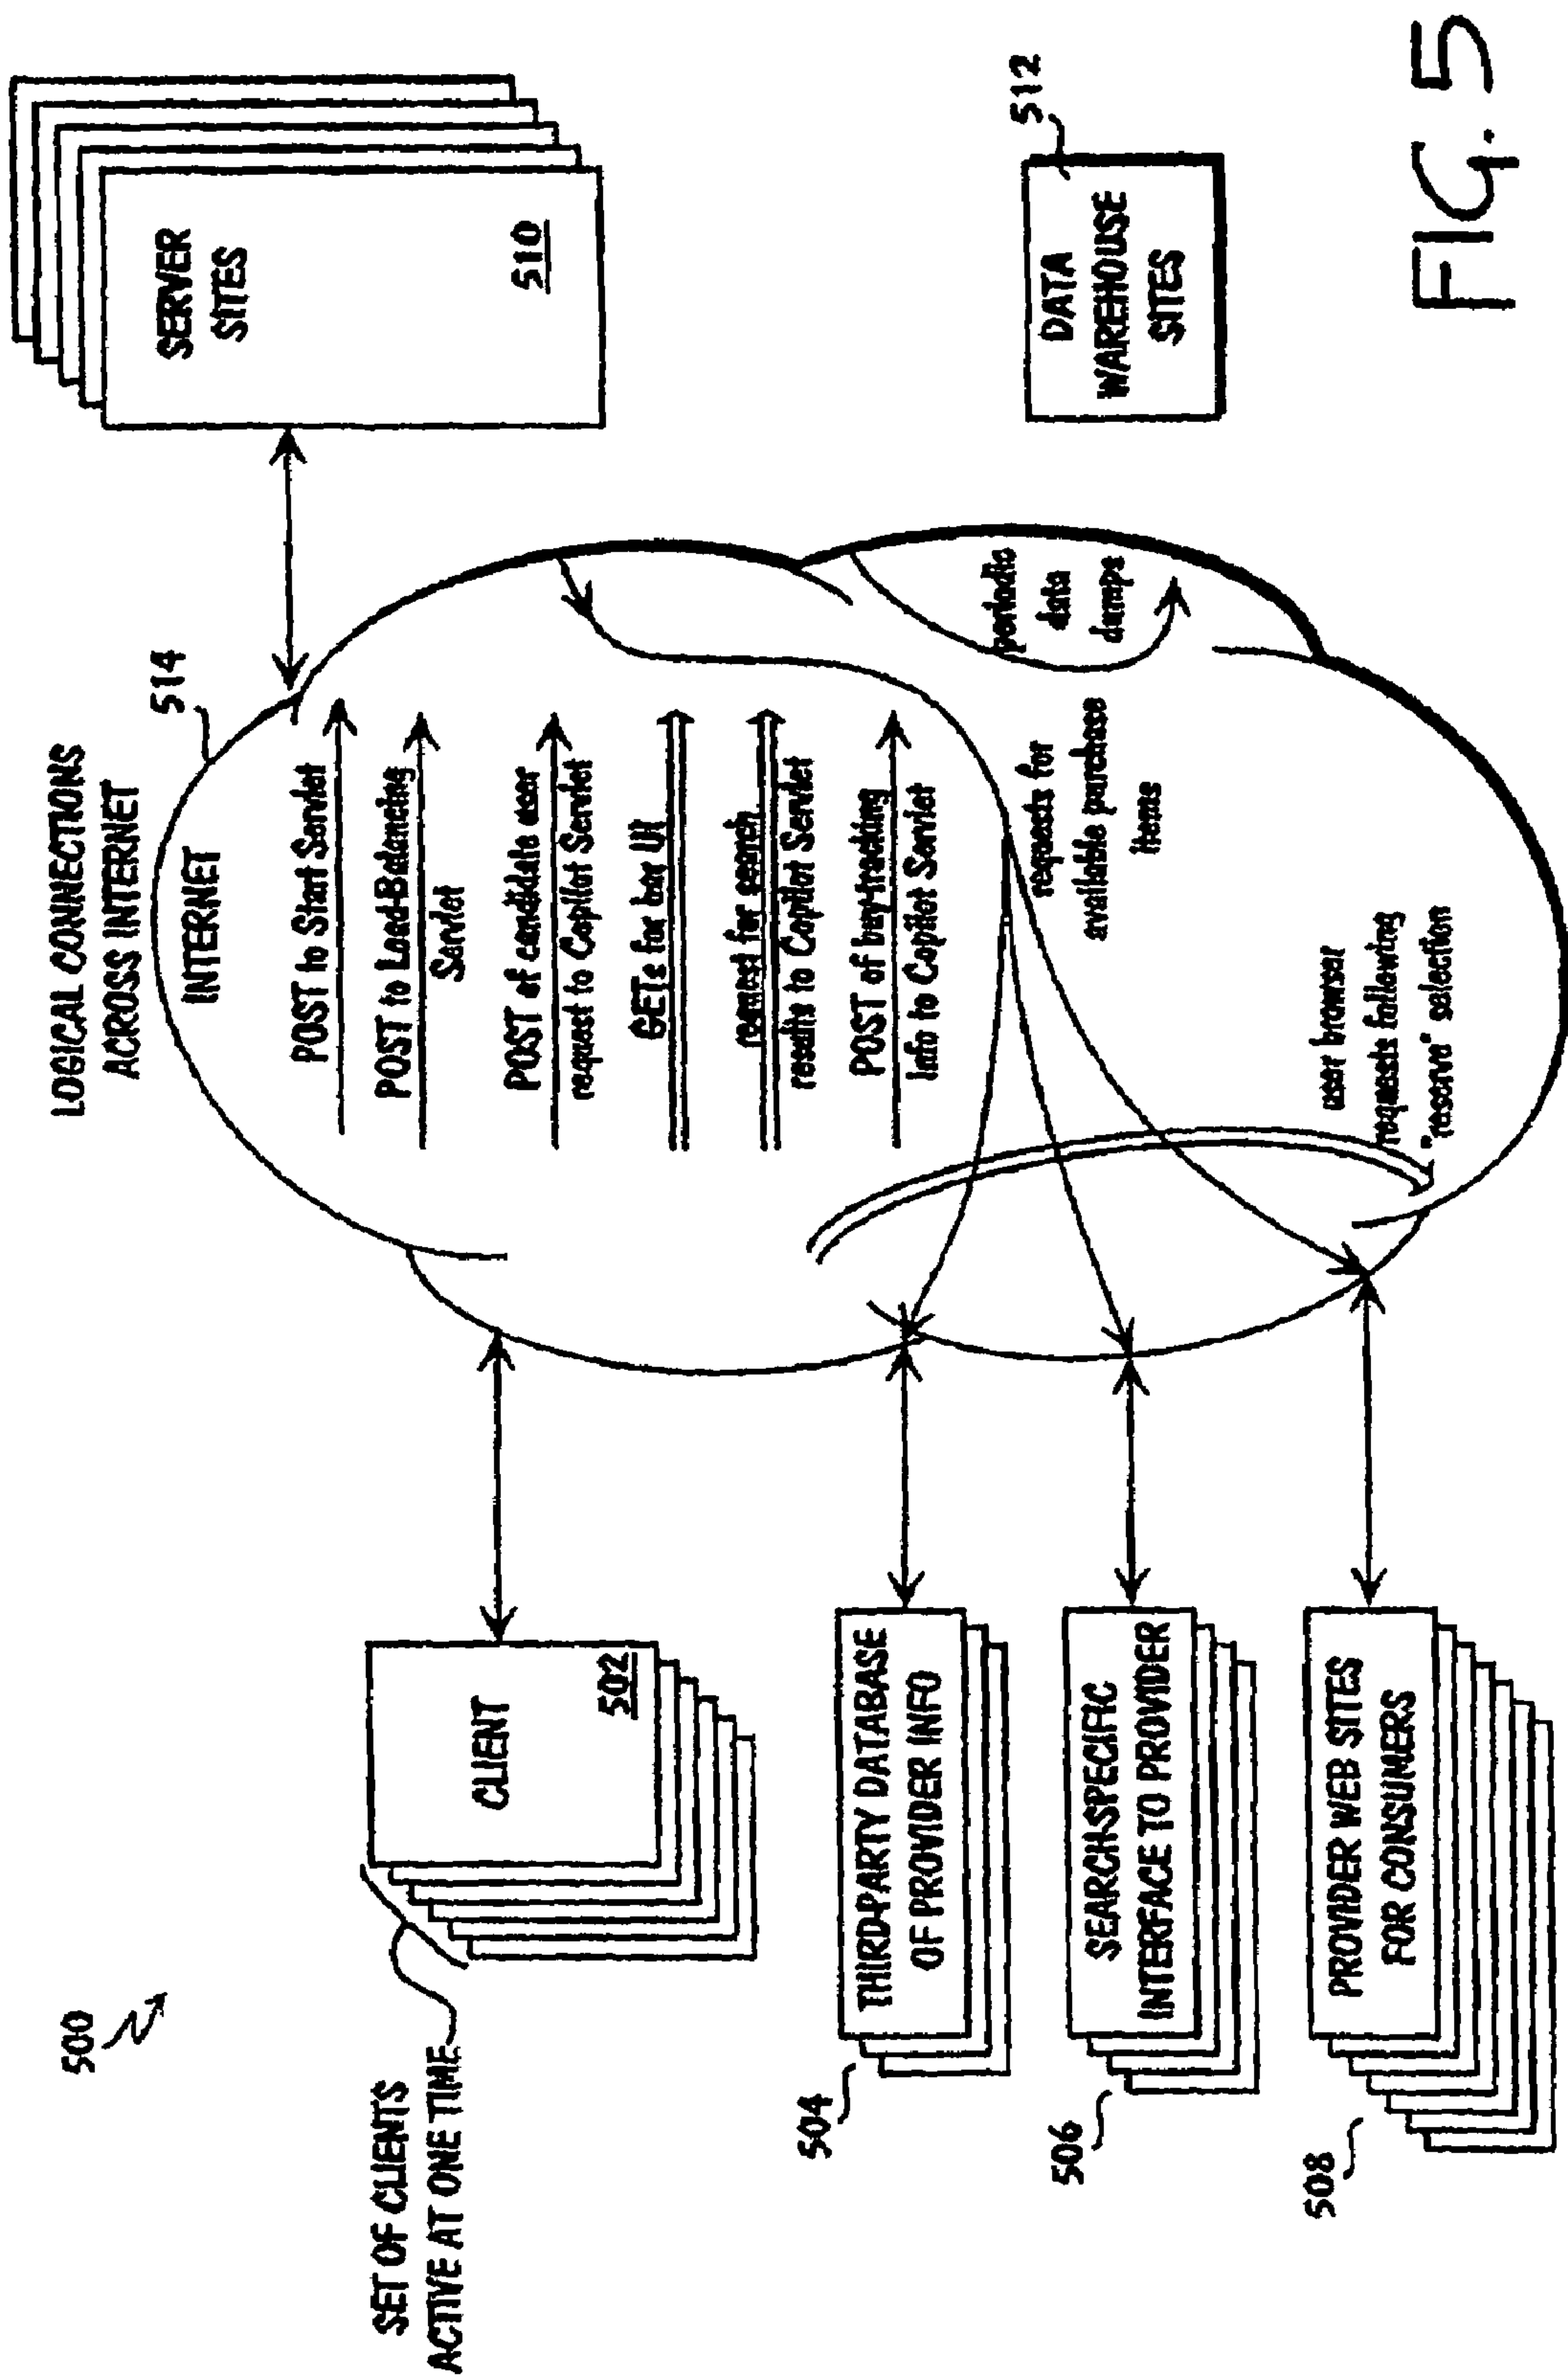 500
SET OF CLIENTS
ACTIVE AT ONE TIME
CLIENT
502
504
THIRD-PARTY DATABASE
OF PROVIDER INFO
506
SEARCH-SPECIFIC
INTERFACE TO PROVIDER
508
PROVIDER WEB SITES
FOR CONSUMERS
LOGICAL CONNECTIONS
ACROSS INTERNET
514
INTERNET
POST to Start Servlet
POST to Load-Balancing
Servlet
POST of candidate user
request to Copilot Servlet
GETs for bar UI
request for search
results to Copilot Servlet
POST of buy-tracking
info to Copilot Servlet
requests for
available purchase
items
periodic
data
dumps
user browser
requests following
"reserve" selection
SERVER
SITES
510
512
DATA
WAREHOUSE
SITES
FIG. 5